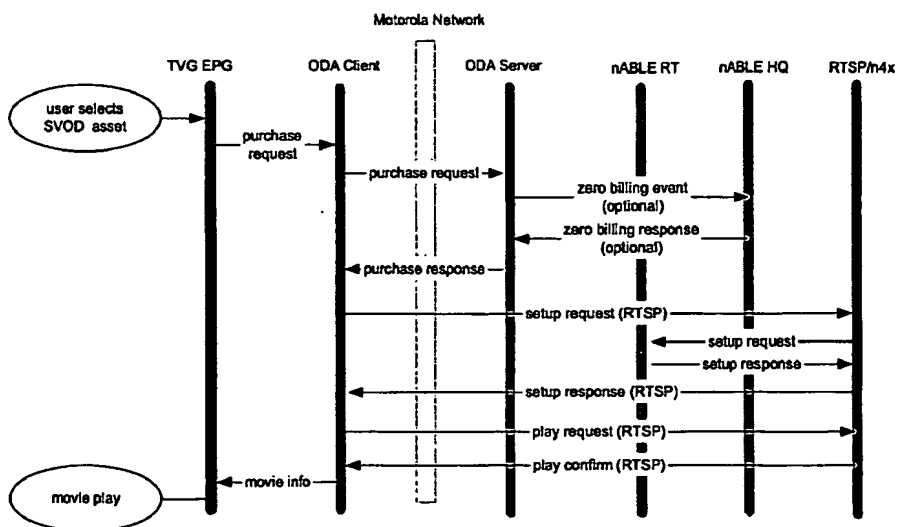 Motorola Network
TVG EPG
ODA Client
ODA Server
nABLE RT
nABLE HQ
RTSP/n4x
user selects
SVOD asset
purchase
request
purchase request
zero billing event
(optional)
zero billing response
(optional)
purchase response
setup request (RTSP)
setup request
setup response
setup response (RTSP)
play request (RTSP)
play confirm (RTSP)
movie info
movie play